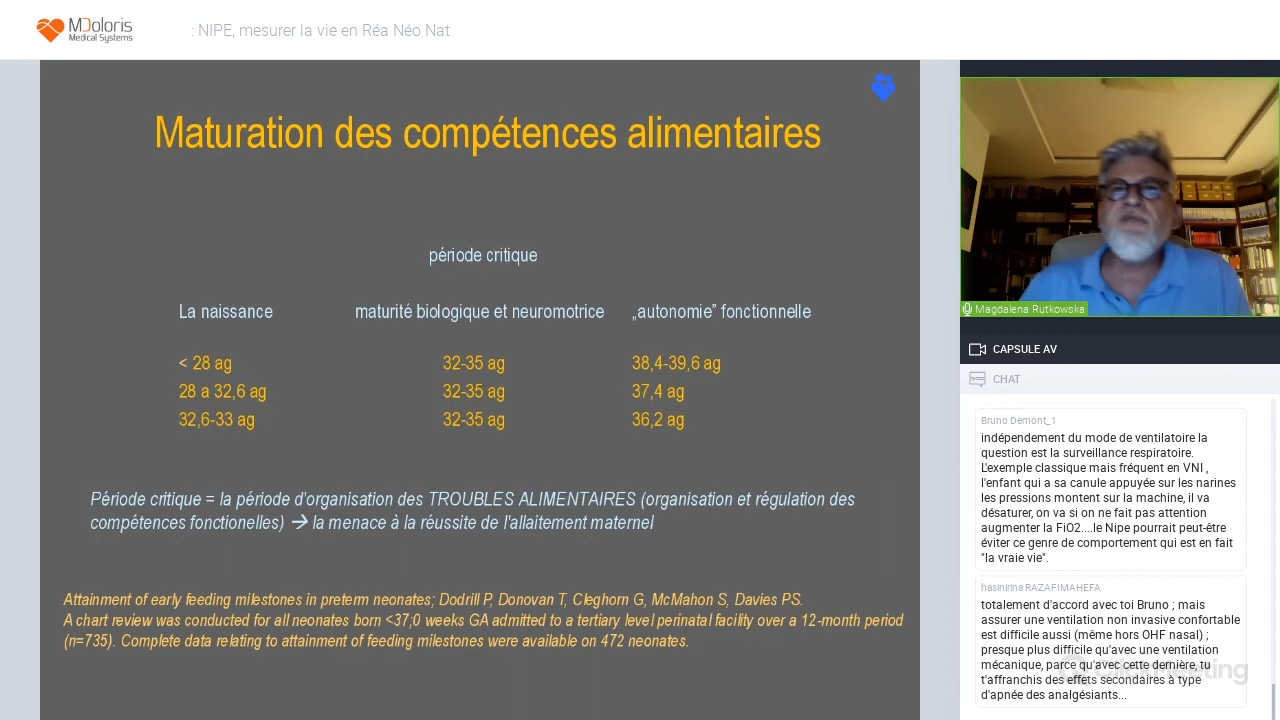 MDoloris
Medical Systems
: NIPE, mesurer la vie en Réa Néo Nat
Maturation des compétences alimentaires
période critique
La naissance maturité biologique et neuromotrice „autonomie” fonctionnelle
< 28 ag 32-35 ag 38,4-39,6 ag
28 a 32,6 ag 32-35 ag 37,4 ag
32,6-33 ag 32-35 ag 36,2 ag
Période critique = la période d'organisation des TROUBLES ALIMENTAIRES (organisation et régulation des
compétences fonctionelles) → la menace à la réussite de l'allaitement maternel
Attainment of early feeding milestones in preterm neonates; Dodrill P, Donovan T, Cleghorn G, McMahon S, Davies PS.
A chart review was conducted for all neonates born <37;0 weeks GA admitted to a tertiary level perinatal facility over a 12-month period
(n=735). Complete data relating to attainment of feeding milestones were available on 472 neonates.
Magdalena Rutkowska
CAPSULE AV
CHAT
Bruno Demont_1
indépendement du mode de ventilatoire la
question est la surveillance respiratoire.
L'exemple classique mais fréquent en VNI ,
l'enfant qui a sa canule appuyée sur les narines
les pressions montent sur la machine, il va
désaturer, on va si on ne fait pas attention
augmenter la FiO2....le Nipe pourrait peut-être
éviter ce genre de comportement qui est en fait
"la vraie vie".
hasinirina RAZAFIMAHEFA
totalement d'accord avec toi Bruno ; mais
assurer une ventilation non invasive confortable
est difficile aussi (même hors OHF nasal) ;
presque plus difficile qu'avec une ventilation
mécanique, parce qu'avec cette dernière, tu
t'affranchis des effets secondaires à type
d'apnée des analgésiants...
ClickMeeting